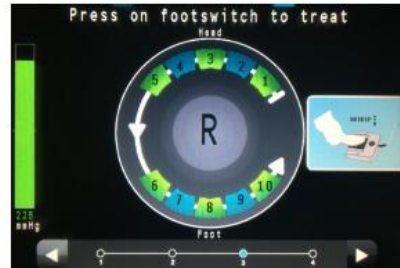 Press on footswitch to treat
Head
5 4 3 2 1
R
6 7 8 9 10
225
mmHg
Foot
1 2 3 4